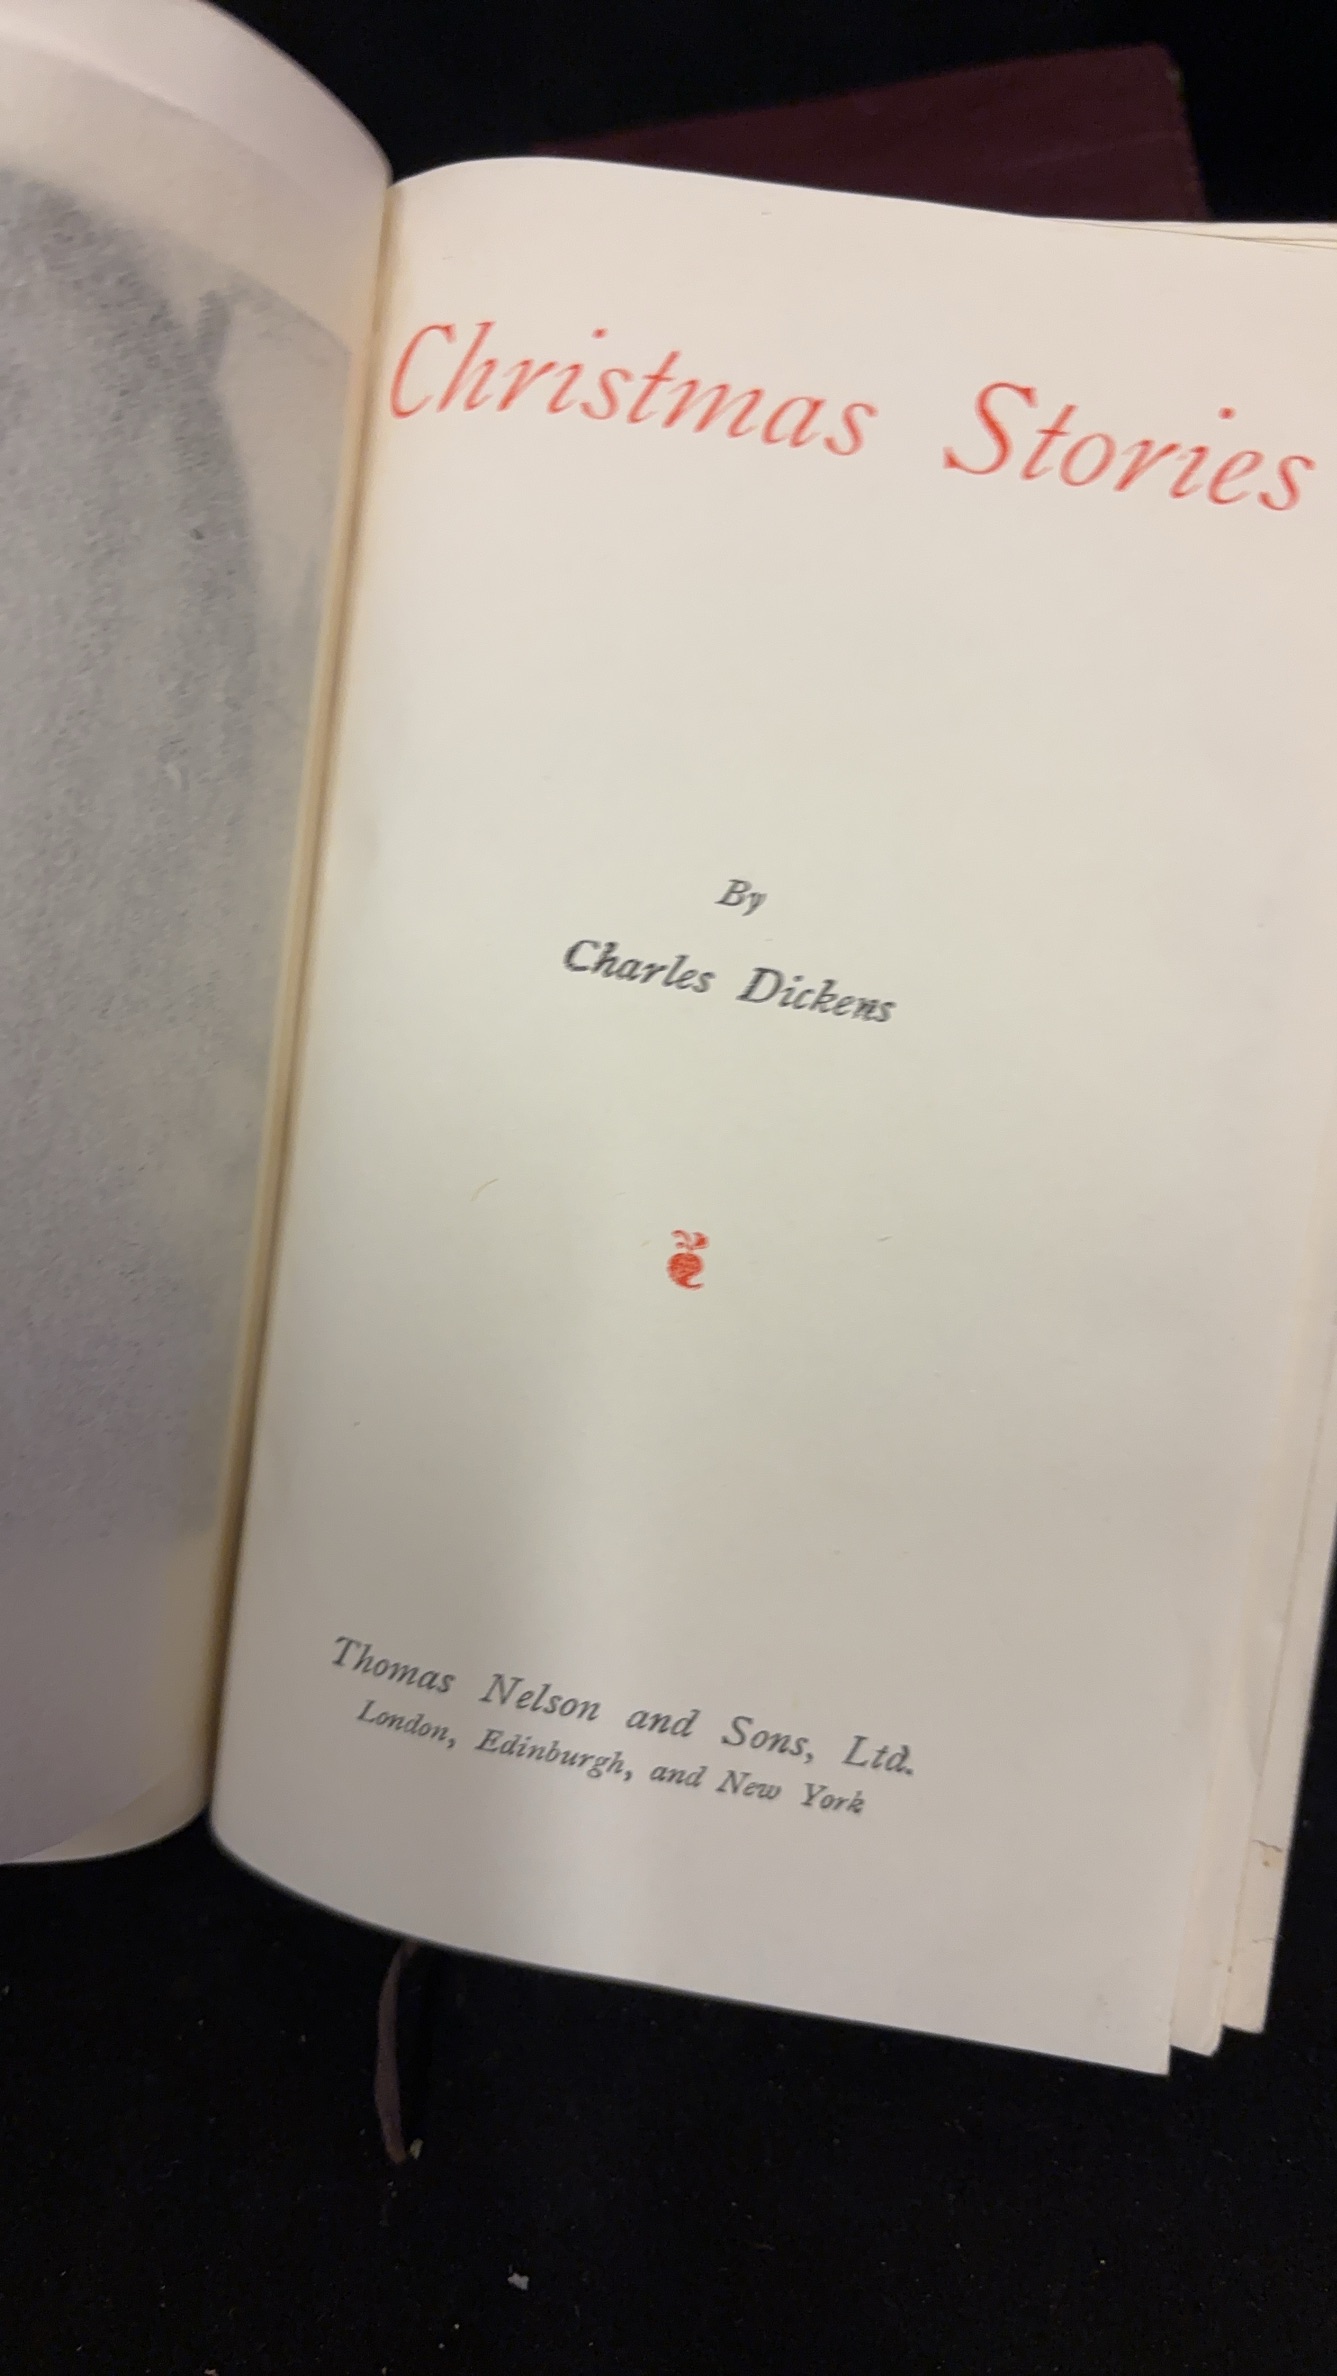 Christmas Stories
By
Charles Dickens
Thomas Nelson and Sons, Ltd.
London, Edinburgh, and New York